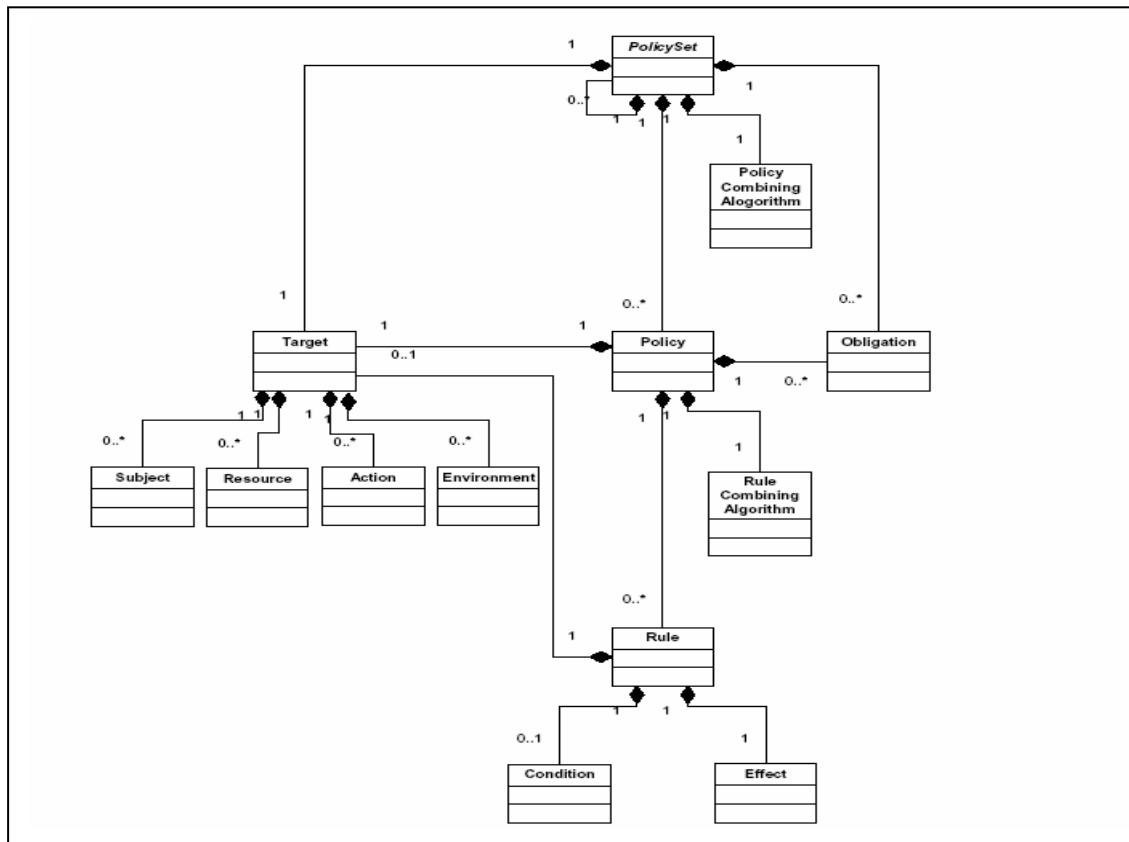 1
PolicySet
1
0..*
1
1
1
1
Policy
Combining
Alogorithm
1
0..*
0..*
1
1
Target
0..1
Policy
Obligation
1
0..*
1
1
1
1
1
1
0..*
0..*
0..*
0..*
1
Subject
Resource
Action
Environment
Rule
Combining
Algorithm
0..*
1
Rule
1
1
0..1
1
Condition
Effect